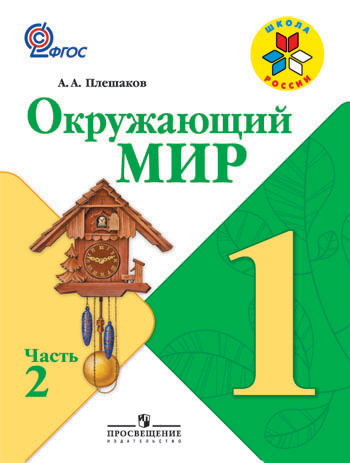 ФГОС
ШКОЛА
РОССИИ
А. А. Плешаков
Окружающий
МИР
1
Часть
2
ПРОСВЕЩЕНИЕ
ИЗДАТЕЛЬСТВО